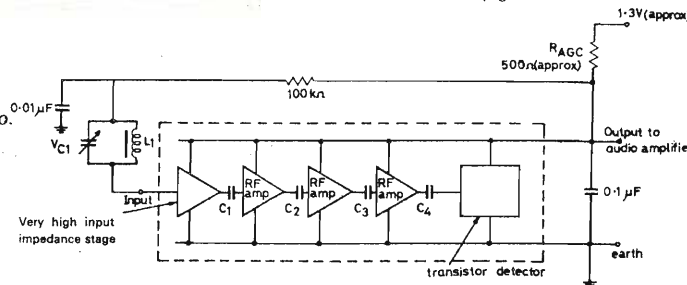 1·3V(approx)
RAGC
500Ω(approx)
100kΩ
0·01µF
o.
VC1
L1
Output to
audio amplifier
RF
amp
RF
amp
RF
amp
Input
C1
C2
C3
C4
0·1µF
Very high input
impedance stage
earth
transistor detector